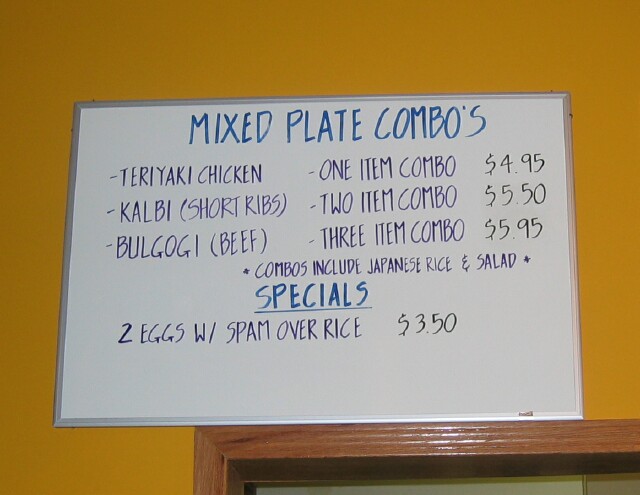 MIXED PLATE COMBO'S
-TERIYAKI CHICKEN -ONE ITEM COMBO $4.95
-KALBI (SHORT RIBS) -TWO ITEM COMBO $5.50
-BULGOGI (BEEF) -THREE ITEM COMBO $5.95
* COMBOS INCLUDE JAPANESE RICE & SALAD *
SPECIALS
2 EGGS W/ SPAM OVER RICE $3.50